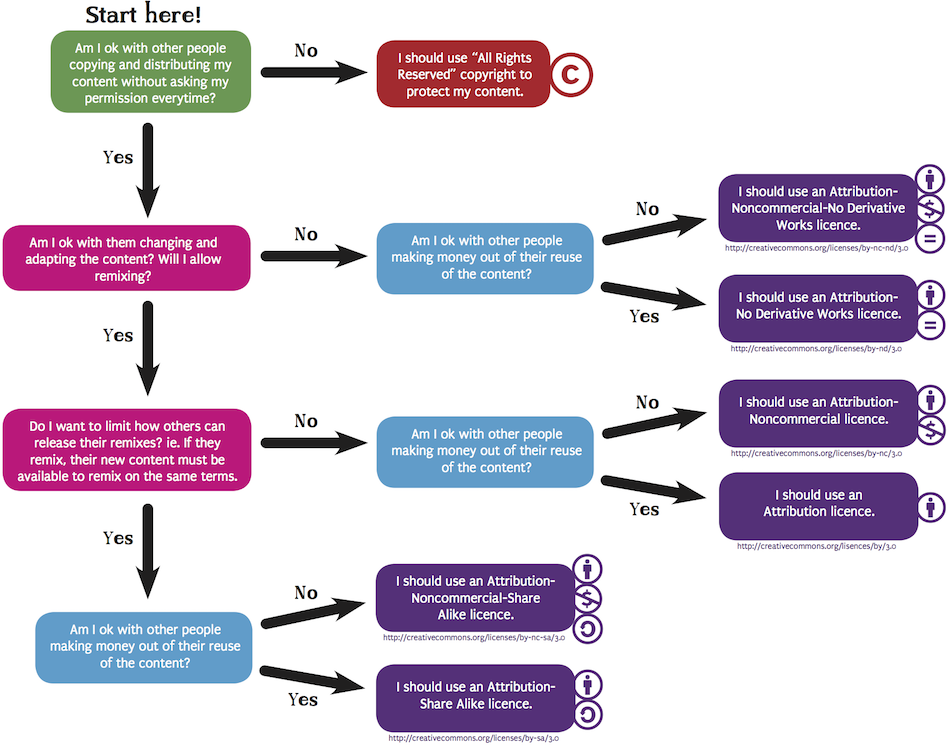 Start here!
Am I ok with other people
copying and distributing my
content without asking my
permission everytime?
No
I should use “All Rights
Reserved” copyright to
protect my content.
C
Yes
Am I ok with them changing and
adapting the content? Will I allow
remixing?
No
Am I ok with other people
making money out of their reuse
of the content?
No
I should use an Attribution-
Noncommercial-No Derivative
Works licence.
$
=
http://creativecommons.org/licenses/by-nc-nd/3.0
Yes
I should use an Attribution-
No Derivative Works licence.
=
http://creativecommons.org/licenses/by-nd/3.0
Yes
Do I want to limit how others can
release their remixes? ie. If they
remix, their new content must be
available to remix on the same terms.
No
Am I ok with other people
making money out of their reuse
of the content?
No
I should use an Attribution-
Noncommercial licence.
$
http://creativecommons.org/licenses/by-nc/3.0
Yes
I should use an
Attribution licence.
http://creativecommons.org/lisences/by/3.0
Yes
Am I ok with other people
making money out of their reuse
of the content?
No
I should use an Attribution-
Noncommercial-Share
Alike licence.
$
http://creativecommons.org/licenses/by-nc-sa/3.0
Yes
I should use an Attribution-
Share Alike licence.
http://creativecommons.org/licenses/by-sa/3.0